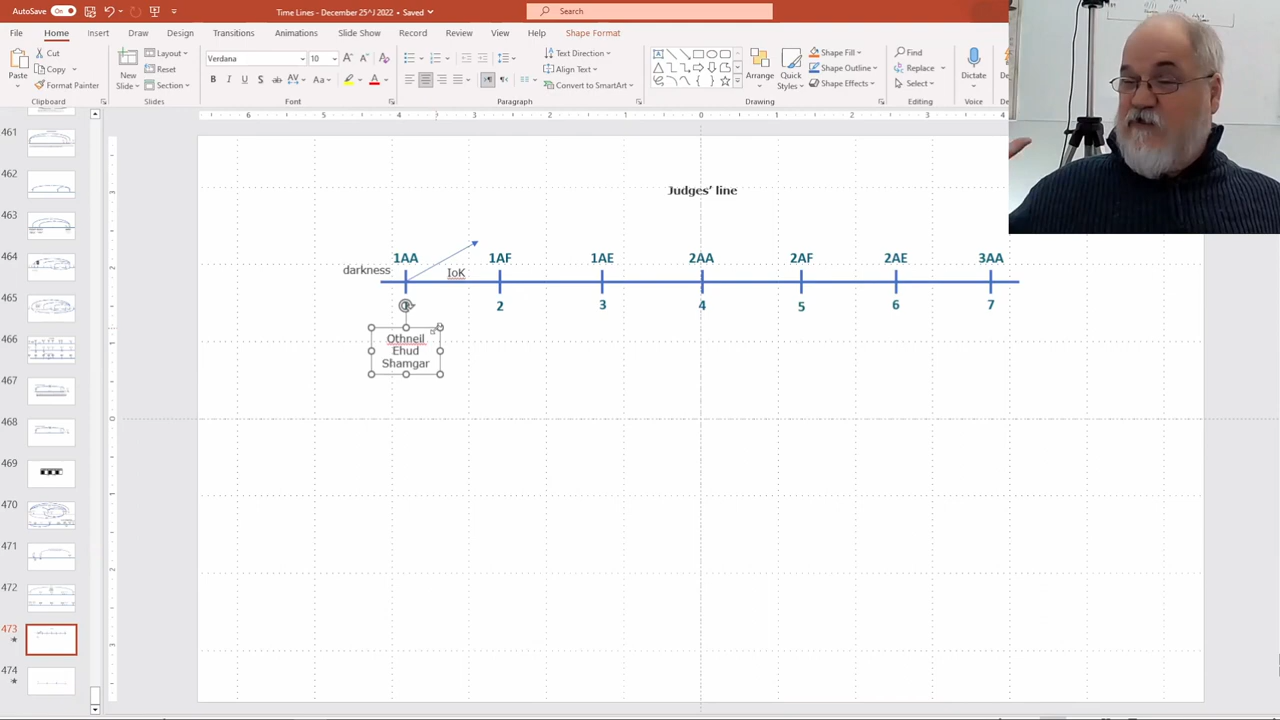 AutoSave On
Time Lines - December 25^J 2022 • Saved
Search
File Home Insert Draw Design Transitions Animations Slide Show Record Review View Help Shape Format
Paste
Cut
Copy
Format Painter
Clipboard
New
Slide
Layout
Reset
Section
Slides
Verdana 10
Font
Paragraph
Text Direction
Align Text
Convert to SmartArt
Arrange
Quick
Styles
Shape Fill
Shape Outline
Shape Effects
Drawing
Find
Replace
Select
Editing
Dictate
Voice
461
463
464
465
466
467
468
469
470
471
472
473
474
Judges' line
darkness
1AA 1AF 1AE 2AA 2AF 2AE 3AA
IoK
2 3 4 5 6 7
Othneil
Ehud
Shamgar